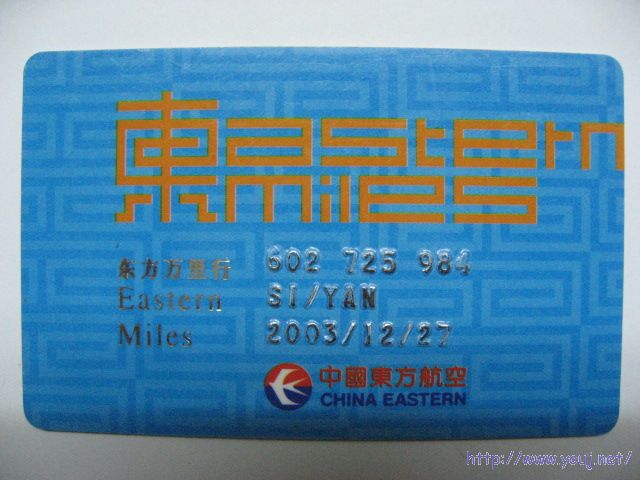 東astern
miles
东方万里行 602 725 984
Eastern SI/YAN
Miles 2003/12/27
中國東方航空
CHINA EASTERN
http://www.youj.net/